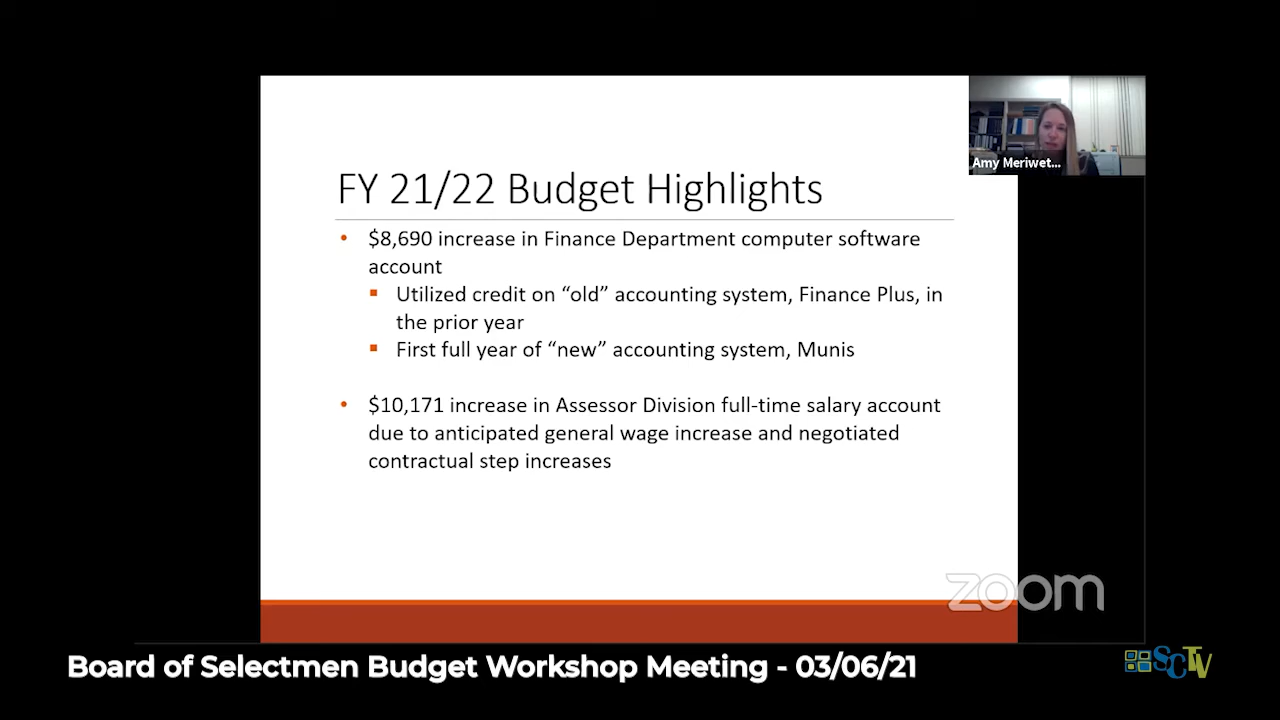 Amy Meriwet...
FY 21/22 Budget Highlights
• $8,690 increase in Finance Department computer software
account
▪ Utilized credit on “old” accounting system, Finance Plus, in
the prior year
▪ First full year of “new” accounting system, Munis
• $10,171 increase in Assessor Division full-time salary account
due to anticipated general wage increase and negotiated
contractual step increases
zoom
Board of Selectmen Budget Workshop Meeting - 03/06/21
SCTV